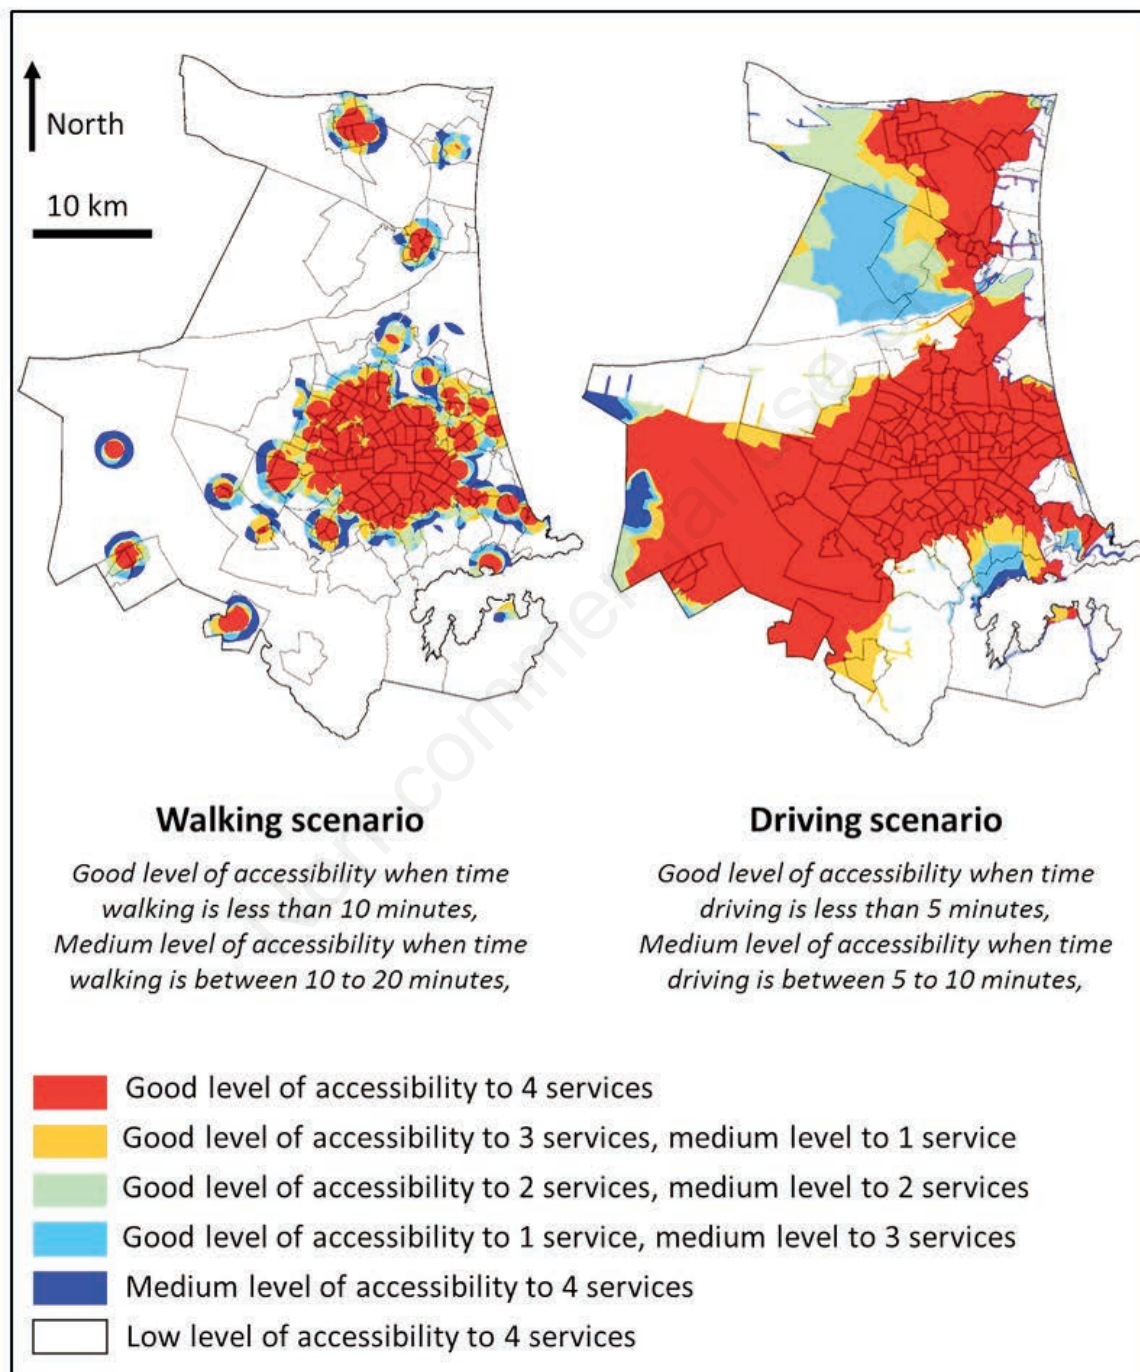 North
10 km
Walking scenario
Good level of accessibility when time
walking is less than 10 minutes,
Medium level of accessibility when time
walking is between 10 to 20 minutes,
Driving scenario
Good level of accessibility when time
driving is less than 5 minutes,
Medium level of accessibility when time
driving is between 5 to 10 minutes,
Good level of accessibility to 4 services
Good level of accessibility to 3 services, medium level to 1 service
Good level of accessibility to 2 services, medium level to 2 services
Good level of accessibility to 1 service, medium level to 3 services
Medium level of accessibility to 4 services
Low level of accessibility to 4 services